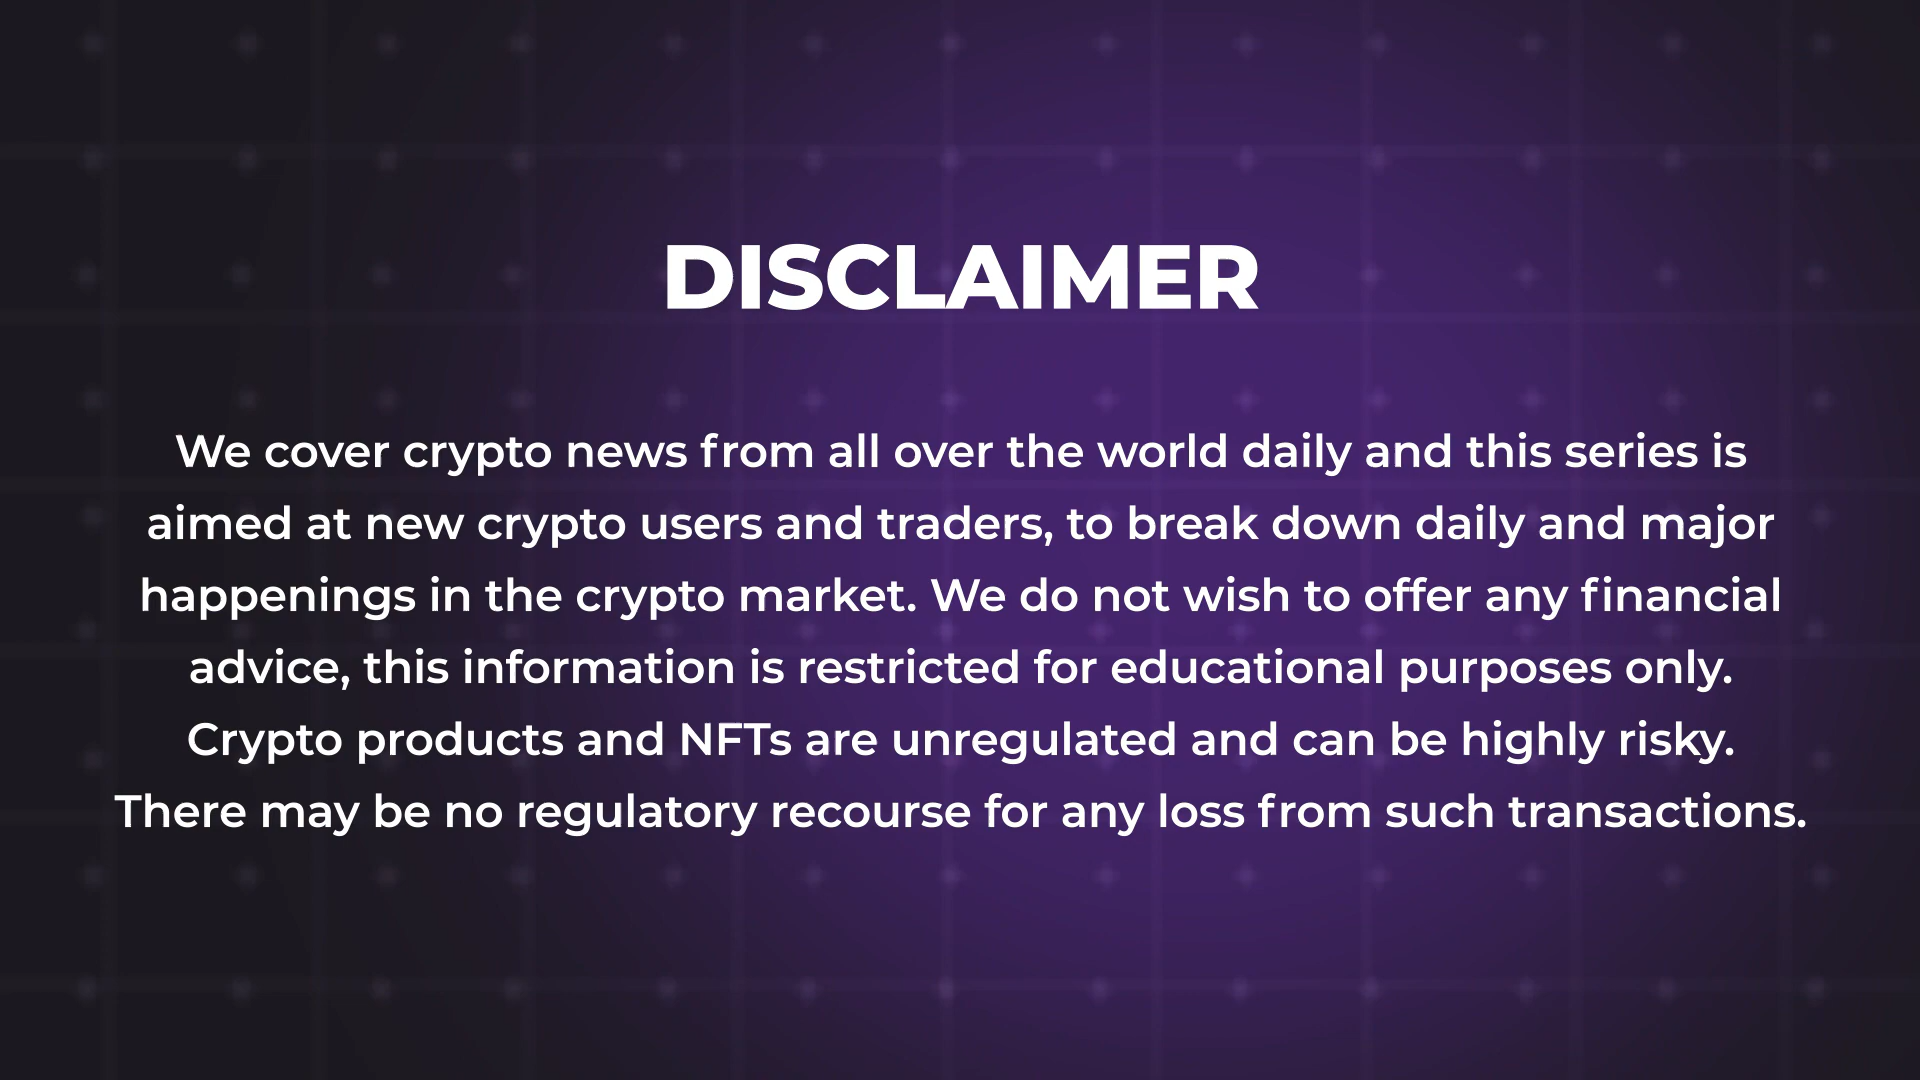 DISCLAIMER
We cover crypto news from all over the world daily and this series is
aimed at new crypto users and traders, to break down daily and major
happenings in the crypto market. We do not wish to offer any financial
advice, this information is restricted for educational purposes only.
Crypto products and NFTs are unregulated and can be highly risky.
There may be no regulatory recourse for any loss from such transactions.